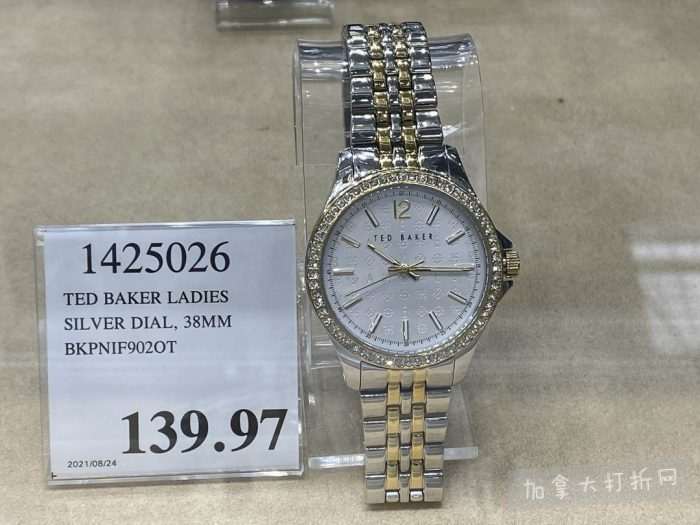 1425026
TED BAKER LADIES
SILVER DIAL, 38MM
BKPNIF902OT
139.97
2021/08/24
12
TED BAKER
加拿大打折网